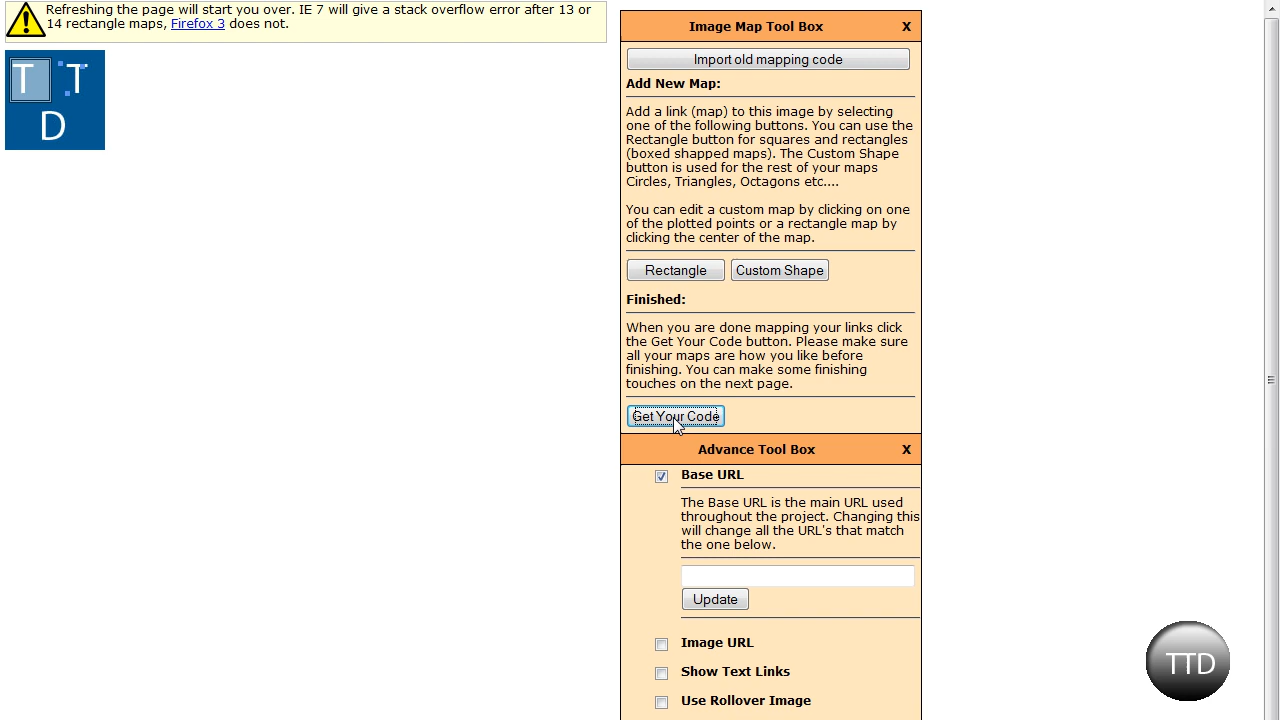 Refreshing the page will start you over. IE 7 will give a stack overflow error after 13 or
14 rectangle maps, Firefox 3 does not.
T T
D
Image Map Tool Box X
Import old mapping code
Add New Map:
Add a link (map) to this image by selecting
one of the following buttons. You can use the
Rectangle button for squares and rectangles
(boxed shapped maps). The Custom Shape
button is used for the rest of your maps
Circles, Triangles, Octagons etc....
You can edit a custom map by clicking on one
of the plotted points or a rectangle map by
clicking the center of the map.
Rectangle Custom Shape
Finished:
When you are done mapping your links click
the Get Your Code button. Please make sure
all your maps are how you like before
finishing. You can make some finishing
touches on the next page.
Get Your Code
Advance Tool Box X
Base URL
The Base URL is the main URL used
throughout the project. Changing this
will change all the URL's that match
the one below.
Update
Image URL
Show Text Links
Use Rollover Image
TTD